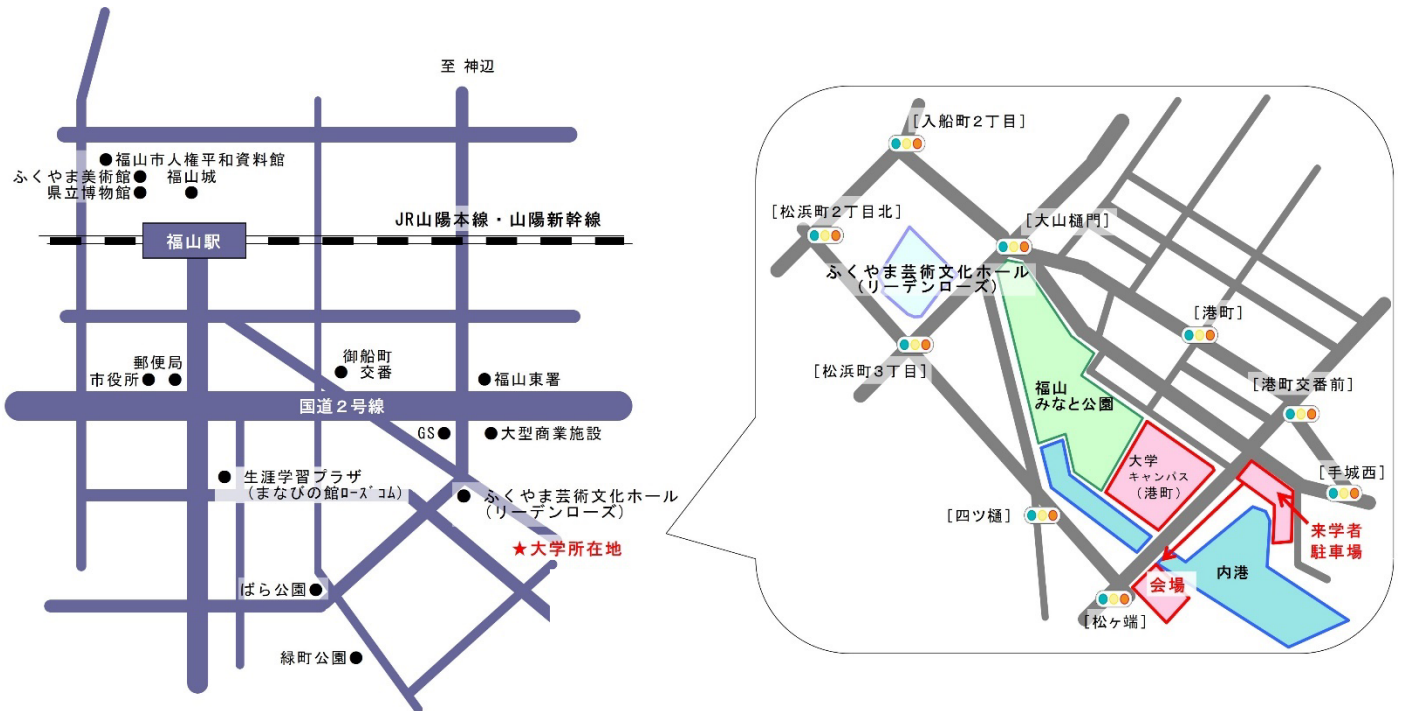 至 神辺
●福山市人権平和資料館
ふくやま美術館● 福山城
県立博物館● ●
JR山陽本線・山陽新幹線
福山駅
郵便局
市役所● ●
御船町
交番
●福山東署
国道2号線
GS●
●大型商業施設
生涯学習プラザ
(まなびの館ﾛｰｽﾞｺﾑ)
ふくやま芸術文化ホール
(リーデンローズ)
★大学所在地
ばら公園●
緑町公園●
[入船町2丁目]
[松浜町2丁目北]
[大山樋門]
ふくやま芸術文化ホール
(リーデンローズ)
[港町]
[松浜町3丁目]
福山
みなと公園
[港町交番前]
大学
キャンパス
(港町)
[手城西]
[四ツ樋]
来学者
駐車場
内港
会場
[松ヶ端]